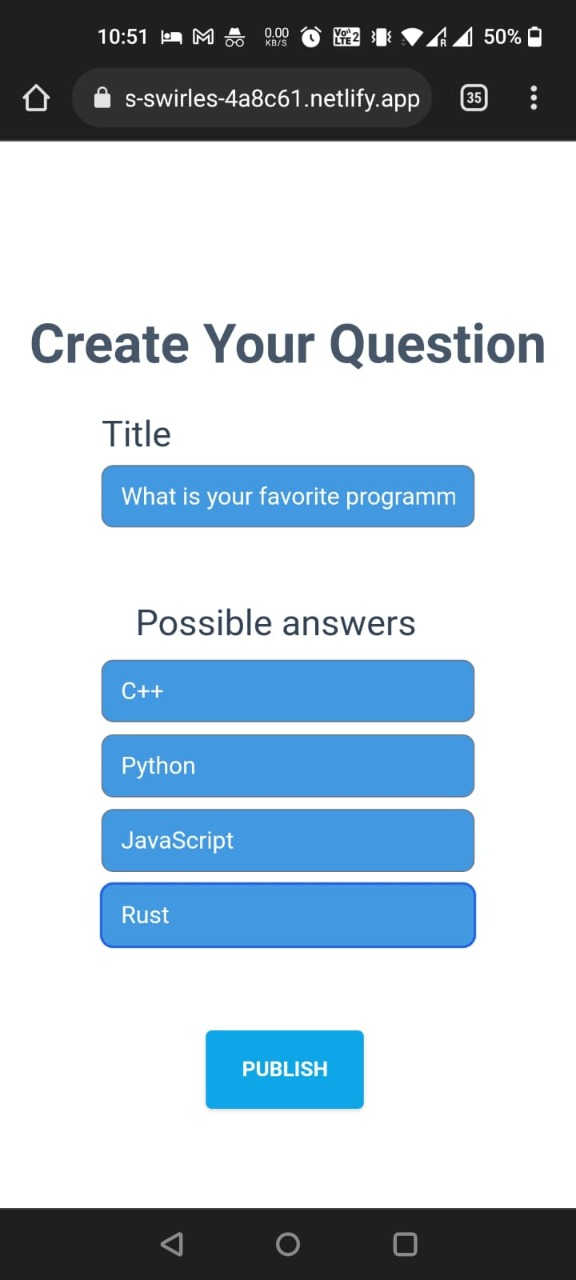 10:51
0.00
KB/S
VoI
LTE 2
R
50%
s-swirles-4a8c61.netlify.app
35
Create Your Question
Title
What is your favorite programm
Possible answers
C++
Python
JavaScript
Rust
PUBLISH